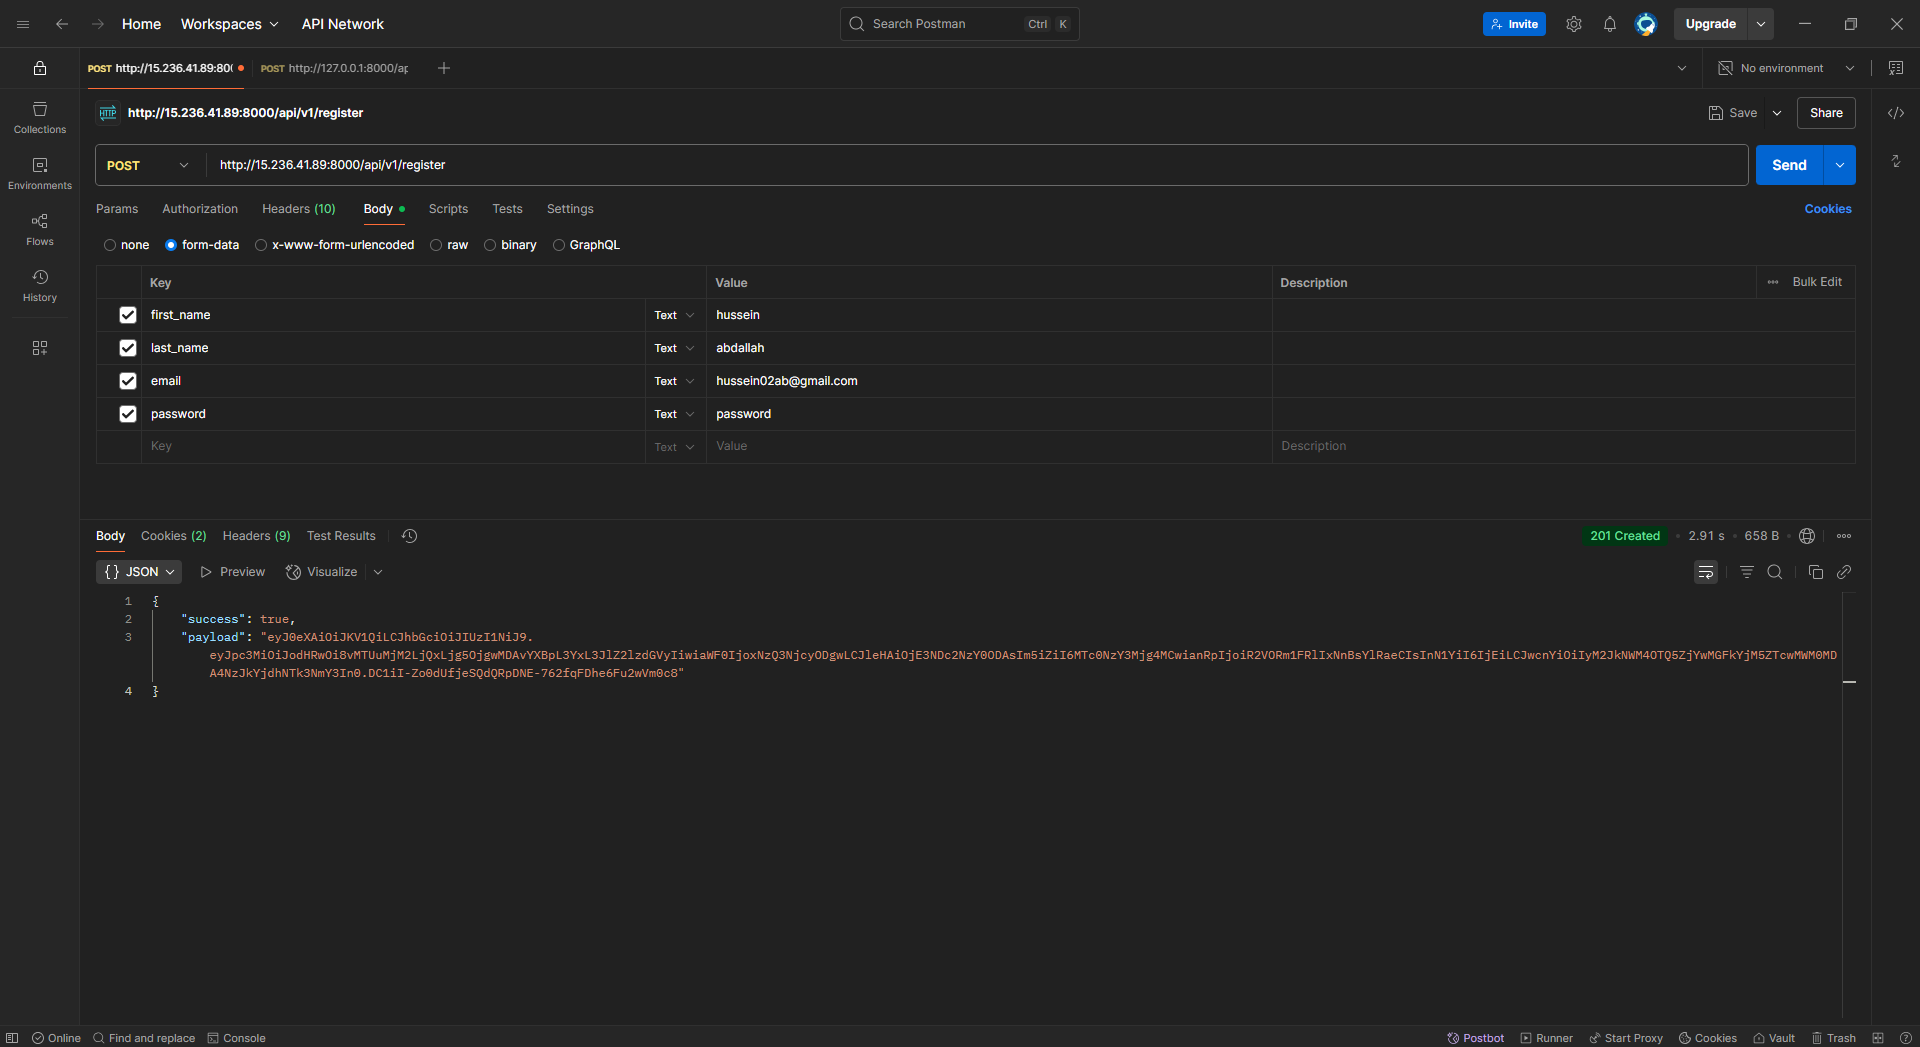 Home Workspaces API Network Search Postman Ctrl K Invite Upgrade
POST http://15.236.41.89:80( POST http://127.0.0.1:8000/ap No environment
HTTP http://15.236.41.89:8000/api/v1/register Save Share
POST http://15.236.41.89:8000/api/v1/register Send
Collections
Environments
Flows
History
Params Authorization Headers (10) Body Scripts Tests Settings Cookies
none form-data x-www-form-urlencoded raw binary GraphQL
Key Value Description Bulk Edit
first_name Text hussein
last_name Text abdallah
email Text hussein02ab@gmail.com
password Text password
Key Text Value Description
Body Cookies (2) Headers (9) Test Results 201 Created 2.91 s 658 B
{ } JSON Preview Visualize
1 {
2 "success": true,
3 "payload": "eyJ0eXAiOiJKV1QiLCJhbGciOiJIUzI1NiJ9.
4 }
Online Find and replace Console Postbot Runner Start Proxy Cookies Vault Trash